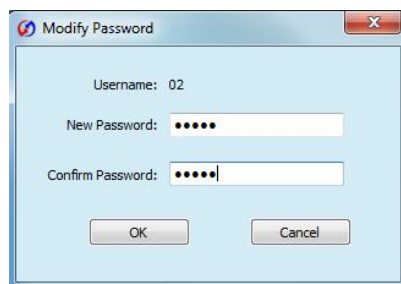 Modify Password
Username: 02
New Password: •••••
Confirm Password: •••••
OK Cancel